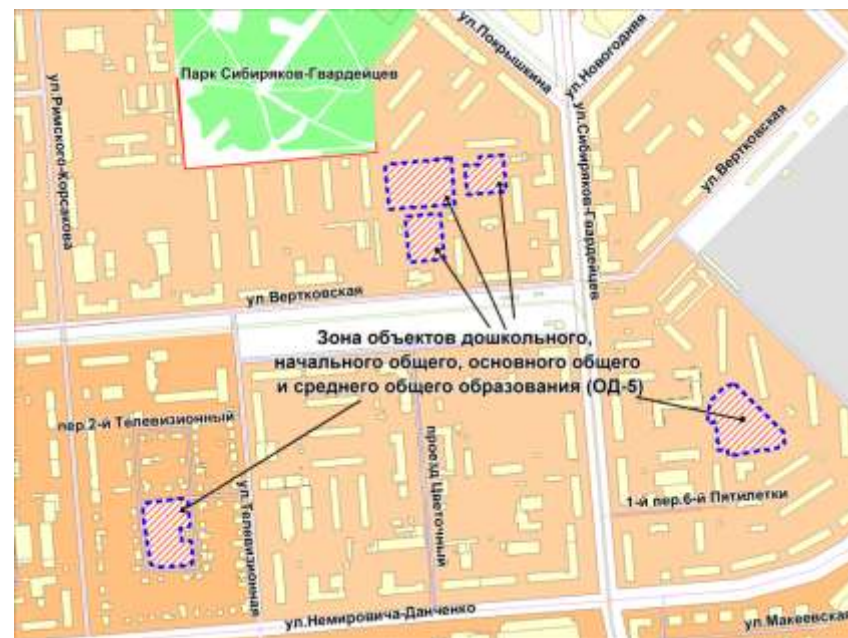 ул.Покрышкина
ул.Новогодняя
Парк Сибиряков-Гвардейцев
ул.Римского-Корсакова
ул.Сибиряков-Гвардейцев
ул.Вертковская
ул.Вертковская
Зона объектов дошкольного,
начального общего, основного общего
и среднего общего образования (ОД-5)
пер.2-й Телевизионный
ул.Телевизионная
проезд Цветочный
1-й пер.6-й Пятилетки
ул.Немировича-Данченко
ул.Макеевская